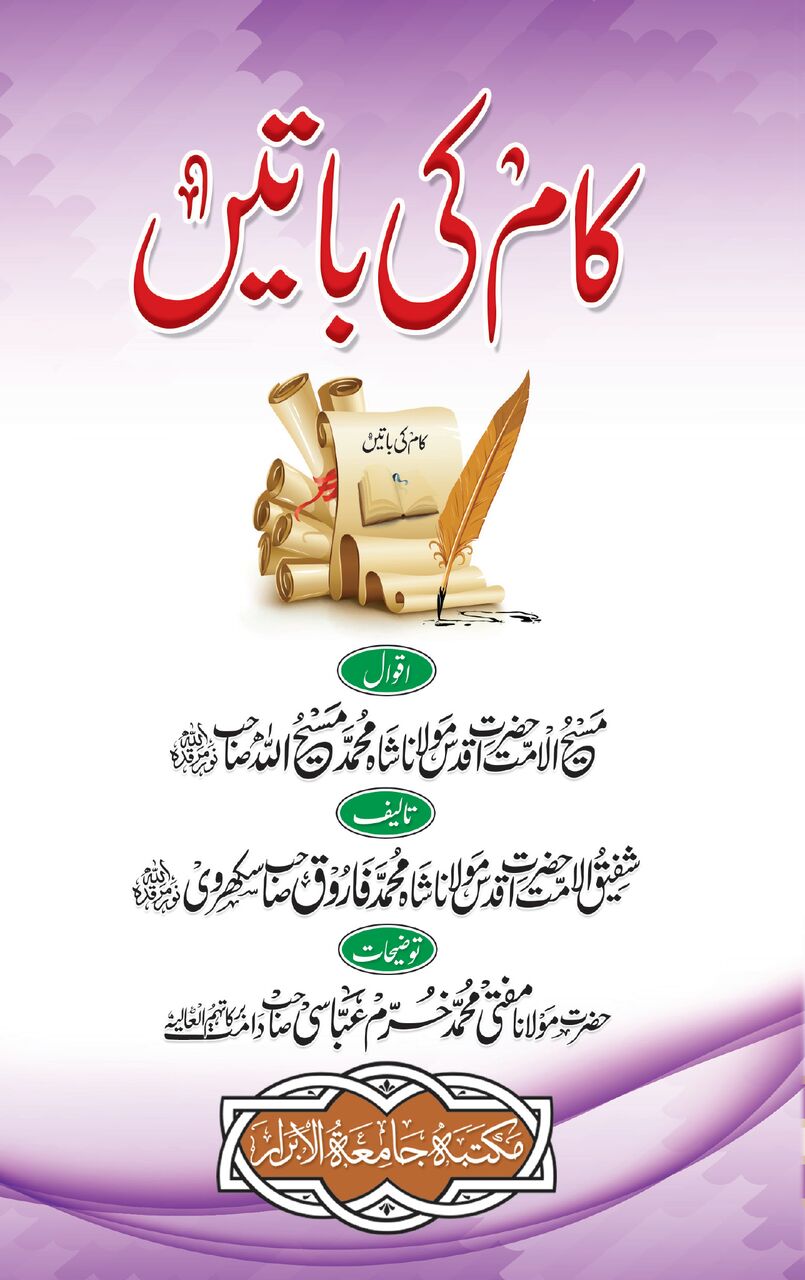 کام کی باتیں
کام کی باتیں
اقوال
مسیح الامت حضرت اقدس مولانا شاہ محمد مسیح اللہ صاحب نور اللہ مرقدہ
تالیف
شفیق الامت حضرت اقدس مولانا شاہ محمد فاروق صاحب سکھروی نور اللہ مرقدہ
توضیحات
حضرت مولانا مفتی محمد خرم عباسی صاحب دامت برکاتہم العالیہ
مکتبہ جامعۃ الابرار